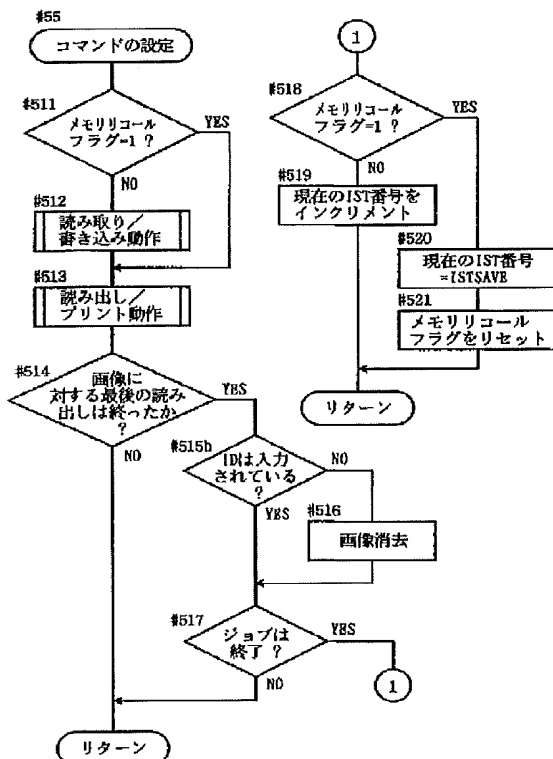 #55
コマンドの設定
#511
メモリリコール
フラグ=1 ?
YES
NO
#512
読み取り/
書き込み動作
#513
読み出し/
プリント動作
#514
画像に
対する最後の読み
出しは終ったか
?
YES
NO
#515b
IDは入力
されている
?
NO
YES
#516
画像消去
#517
ジョブは
終了 ?
YES
NO
1
リターン
1
#518
メモリリコール
フラグ=1 ?
YES
NO
#519
現在のIST番号を
インクリメント
#520
現在のIST番号
=ISTSAVE
#521
メモリリコール
フラグをリセット
リターン